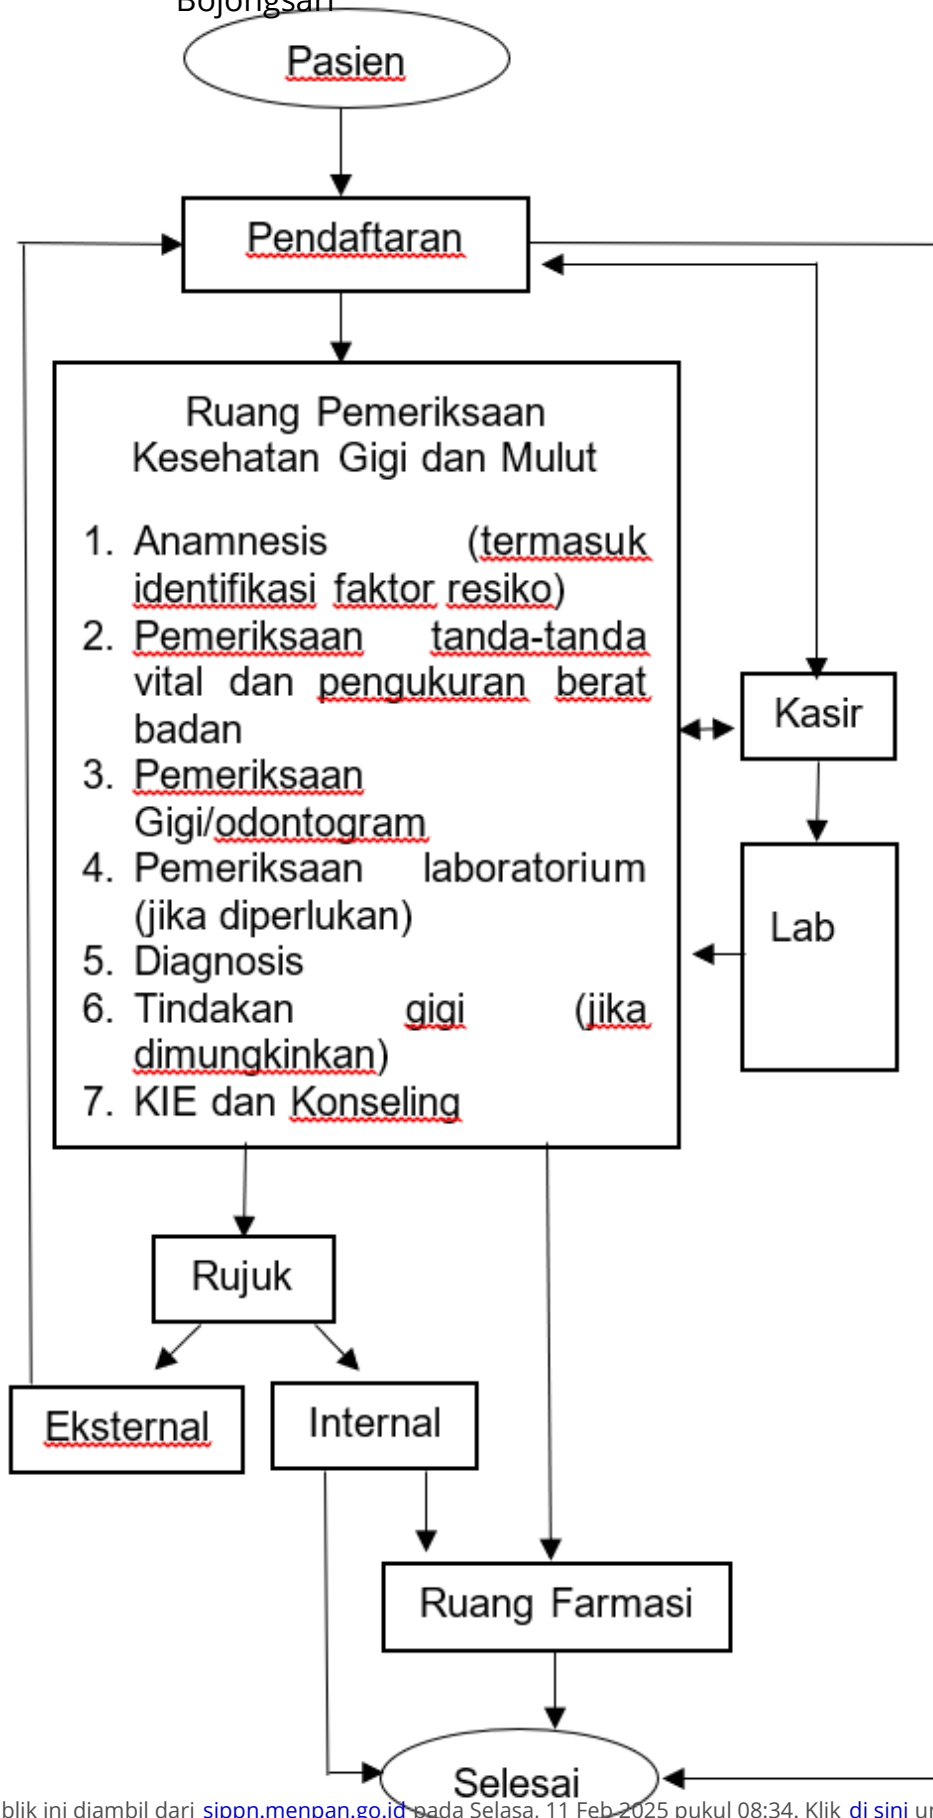 Bojongsari
Pasien
Pendaftaran
Ruang Pemeriksaan
Kesehatan Gigi dan Mulut
1. Anamnesis (termasuk
identifikasi faktor resiko)
2. Pemeriksaan tanda-tanda
vital dan pengukuran berat
badan
3. Pemeriksaan
Gigi/odontogram
4. Pemeriksaan laboratorium
(jika diperlukan)
5. Diagnosis
6. Tindakan gigi (jika
dimungkinkan)
7. KIE dan Konseling
Kasir
Lab
Rujuk
Eksternal
Internal
Ruang Farmasi
Selesai
blik ini diambil dari sippn.menpan.go.id pada Selasa, 11 Feb 2025 pukul 08:34. Klik di sini